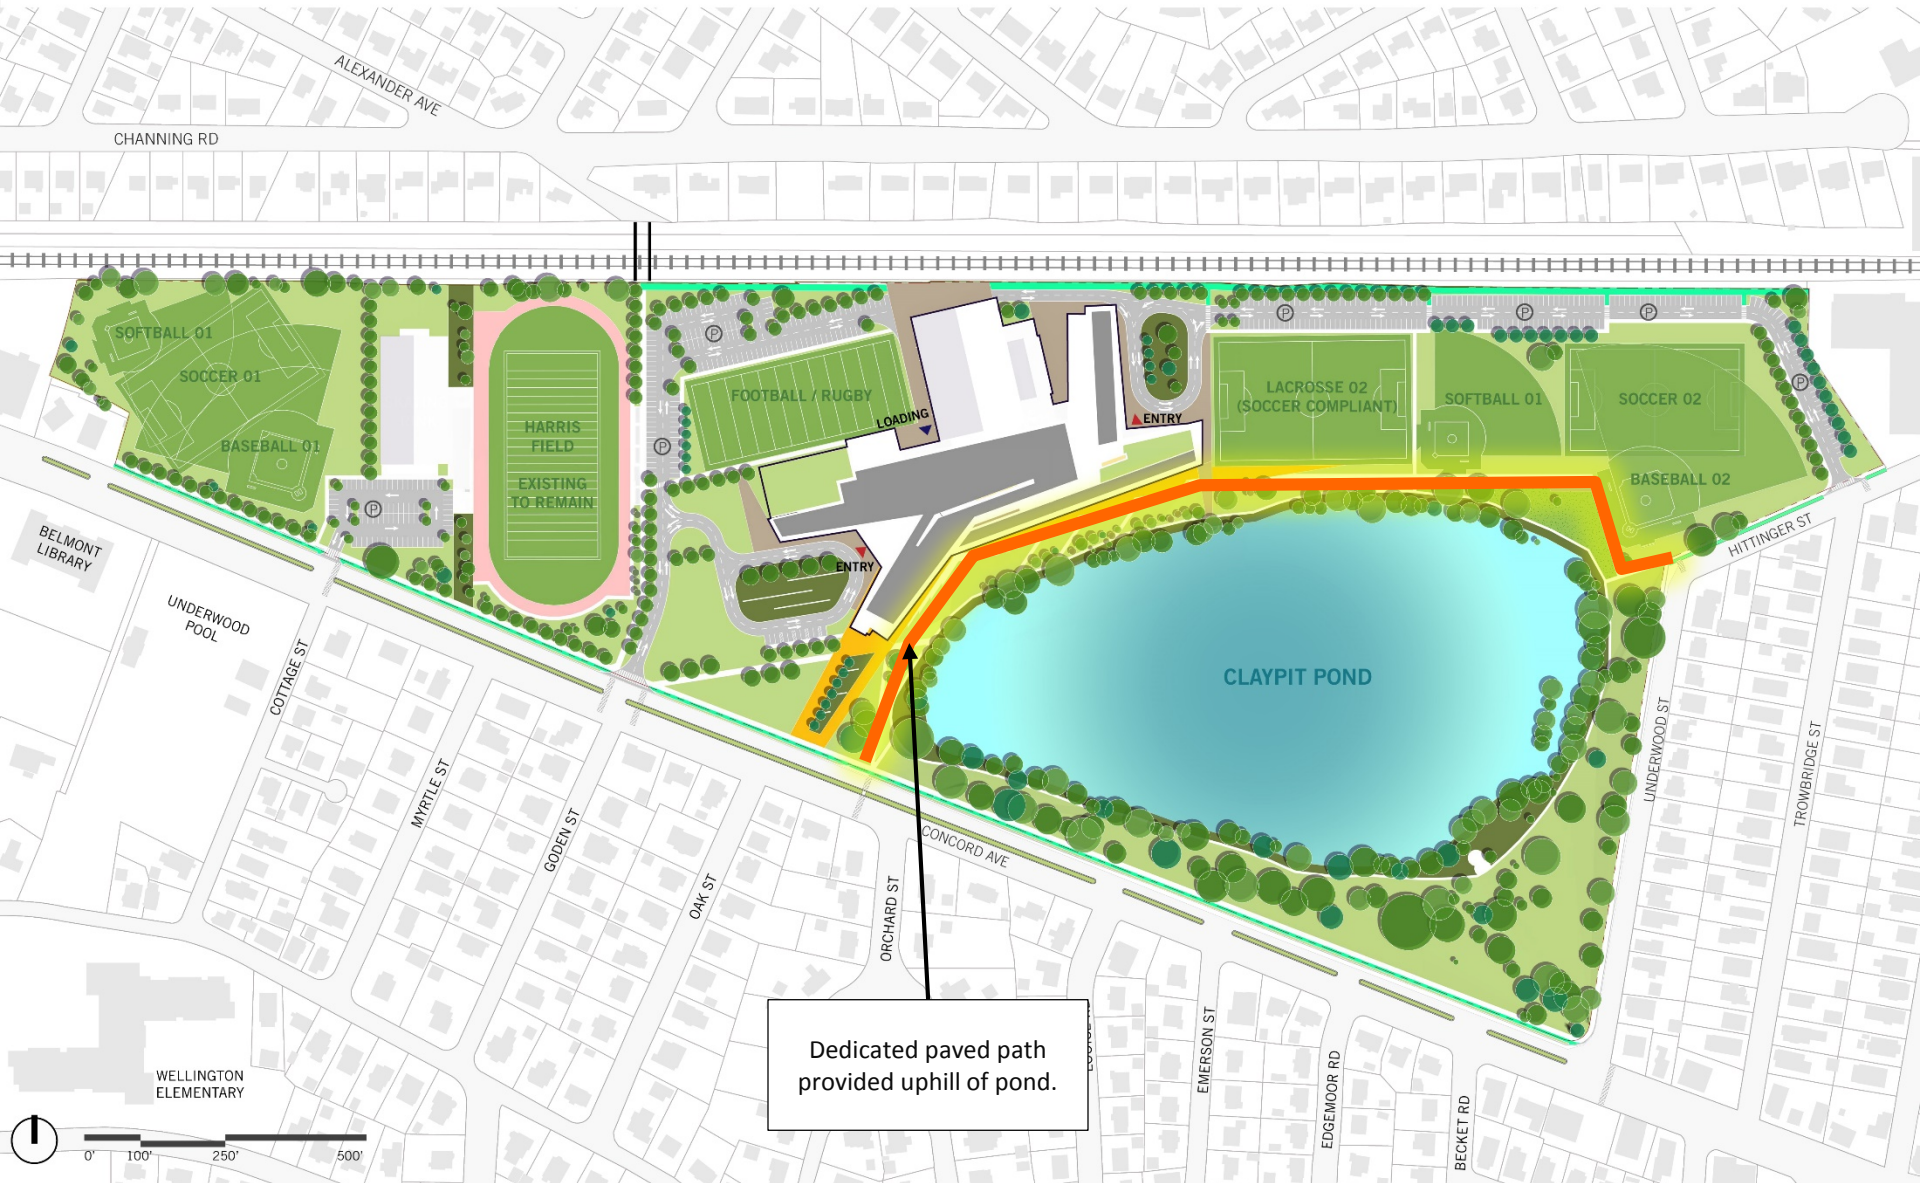 ALEXANDER AVE
CHANNING RD
SOFTBALL 01
SOCCER 01
BASEBALL 01
HARRIS
FIELD
EXISTING
TO REMAIN
P
P
P
FOOTBALL / RUGBY
LOADING
ENTRY
ENTRY
P
P
P
P
LACROSSE 02
(SOCCER COMPLIANT)
SOFTBALL 01
SOCCER 02
BASEBALL 02
HITTINGER ST
BELMONT
LIBRARY
UNDERWOOD
POOL
COTTAGE ST
MYRTLE ST
GODEN ST
OAK ST
ORCHARD ST
CONCORD AVE
CLAYPIT POND
UNDERWOOD ST
TROWBRIDGE ST
EMERSON ST
EDGEMOOR RD
BECKET RD
WELLINGTON
ELEMENTARY
Dedicated paved path
provided uphill of pond.
0' 100' 250' 500'